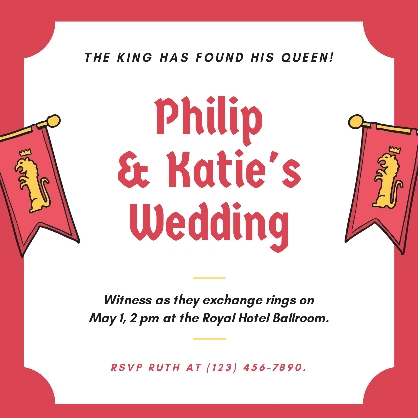 THE KING HAS FOUND HIS QUEEN!
Philip
& Katie's
Wedding
Witness as they exchange rings on
May 1, 2 pm at the Royal Hotel Ballroom.
RSVP RUTH AT (123) 456-7890.